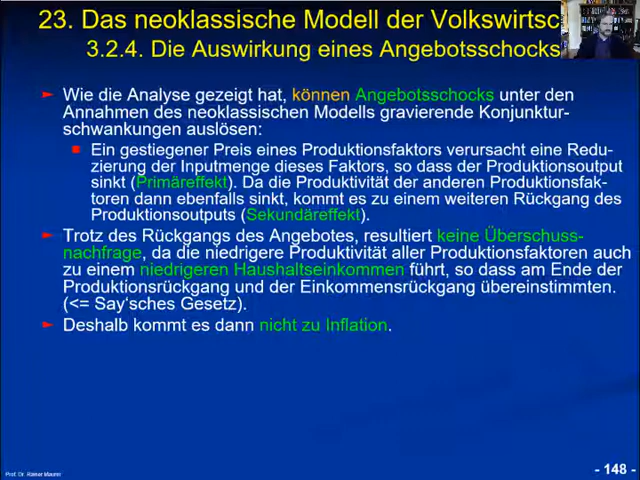 23. Das neoklassische Modell der Volkswirtsc
3.2.4. Die Auswirkung eines Angebotsschocks
Wie die Analyse gezeigt hat, können Angebotsschocks unter den
Annahmen des neoklassischen Modells gravierende Konjunktur-
schwankungen auslösen:
Ein gestiegener Preis eines Produktionsfaktors verursacht eine Redu-
zierung der Inputmenge dieses Faktors, so dass der Produktionsoutput
sinkt (Primäreffekt). Da die Produktivität der anderen Produktionsfak-
toren dann ebenfalls sinkt, kommt es zu einem weiteren Rückgang des
Produktionsoutputs (Sekundäreffekt).
Trotz des Rückgangs des Angebotes, resultiert keine Überschuss-
nachfrage, da die niedrigere Produktivität aller Produktionsfaktoren auch
zu einem niedrigeren Haushaltseinkommen führt, so dass am Ende der
Produktionsrückgang und der Einkommensrückgang übereinstimmten.
(<= Say'sches Gesetz).
Deshalb kommt es dann nicht zu Inflation.
Prof. Dr. Rainer Maurer
- 148 -